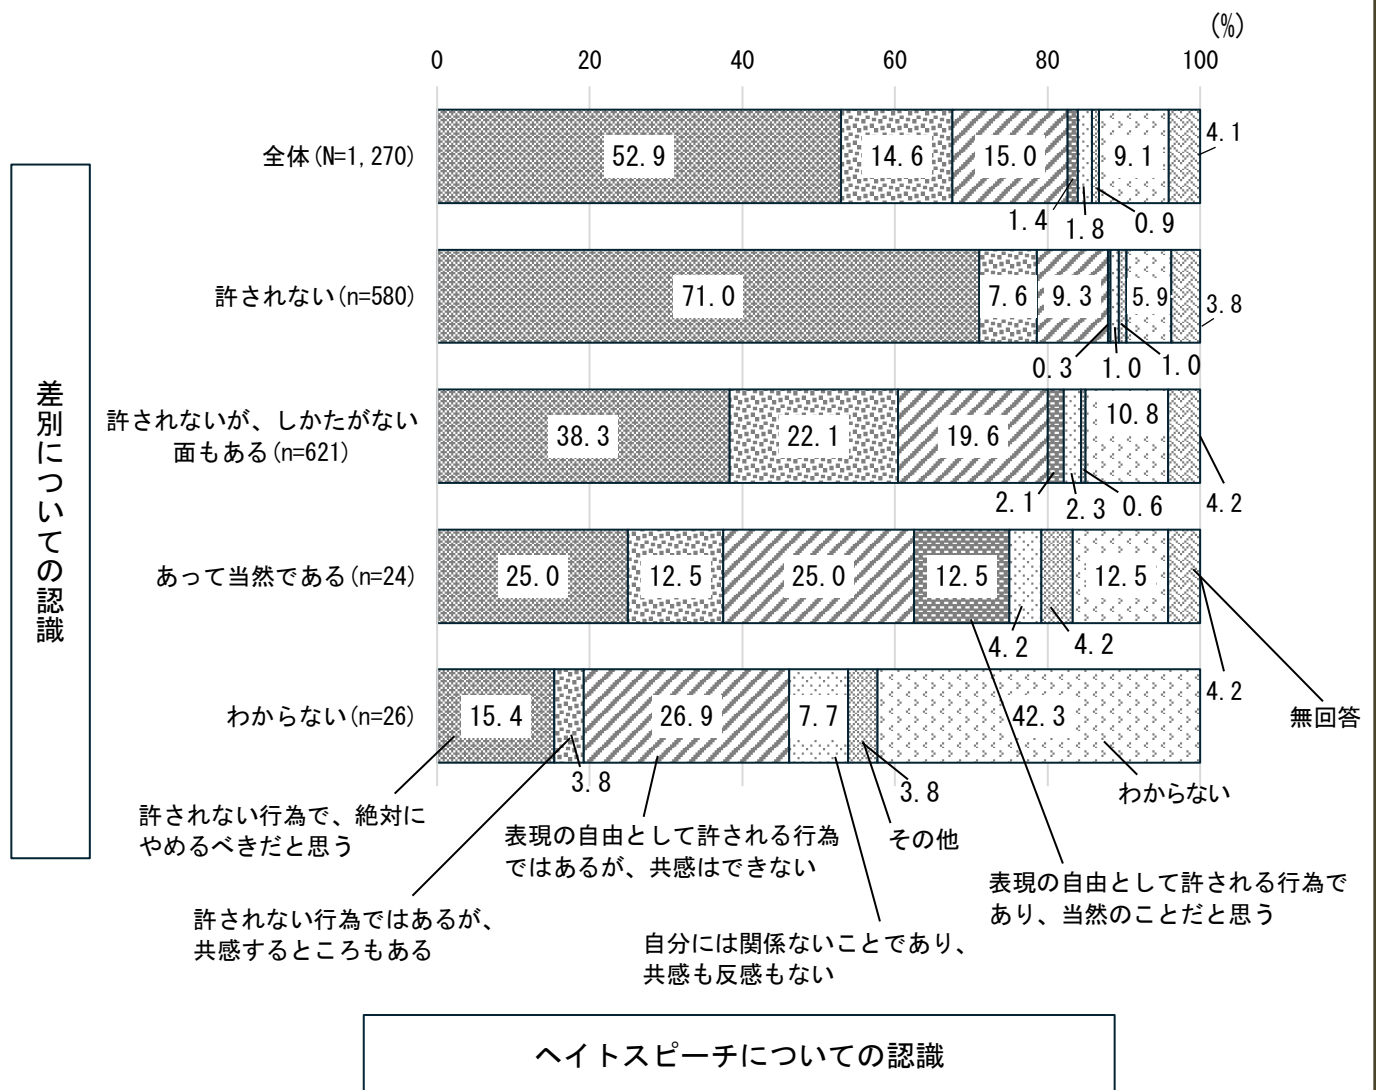 (%)
0 20 40 60 80 100
全体(N=1,270)
52.9 14.6 15.0 9.1 4.1
1.4 1.8 0.9
許されない(n=580)
71.0 7.6 9.3 5.9 3.8
0.3 1.0 1.0
許されないが、しかたがない
面もある(n=621)
38.3 22.1 19.6 10.8
2.1 2.3 0.6 4.2
あって当然である(n=24)
25.0 12.5 25.0 12.5 12.5
4.2 4.2
4.2
無回答
わからない(n=26)
15.4 26.9 7.7 42.3
3.8 3.8
わからない
許されない行為で、絶対に
やめるべきだと思う
表現の自由として許される行為
ではあるが、共感はできない
その他
表現の自由として許される行為で
あり、当然のことだと思う
許されない行為ではあるが、
共感するところもある
自分には関係ないことであり、
共感も反感もない
差別についての認識
ヘイトスピーチについての認識